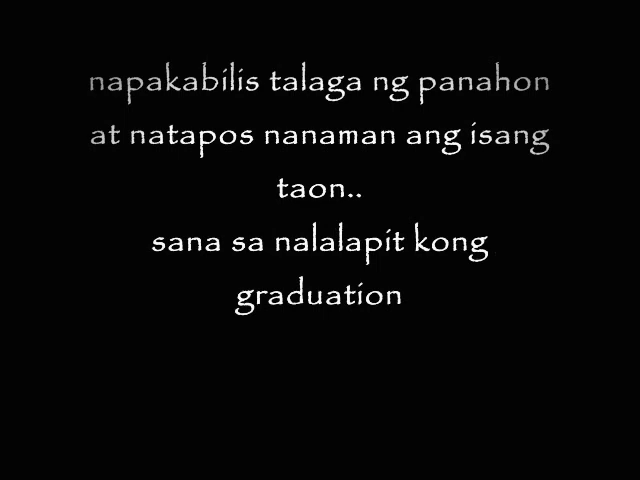 napakabilis talaga ng panahon
at natapos nanaman ang isang
taon..
sana sa nalalapit kong
graduation